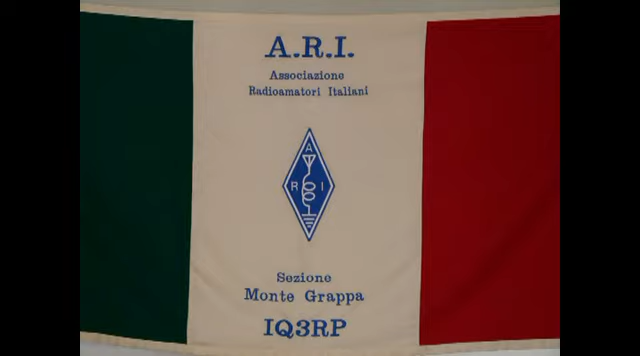 A.R.I.
Associazione
Radioamatori Italiani
A
R I
Sezione
Monte Grappa
IQ3RP